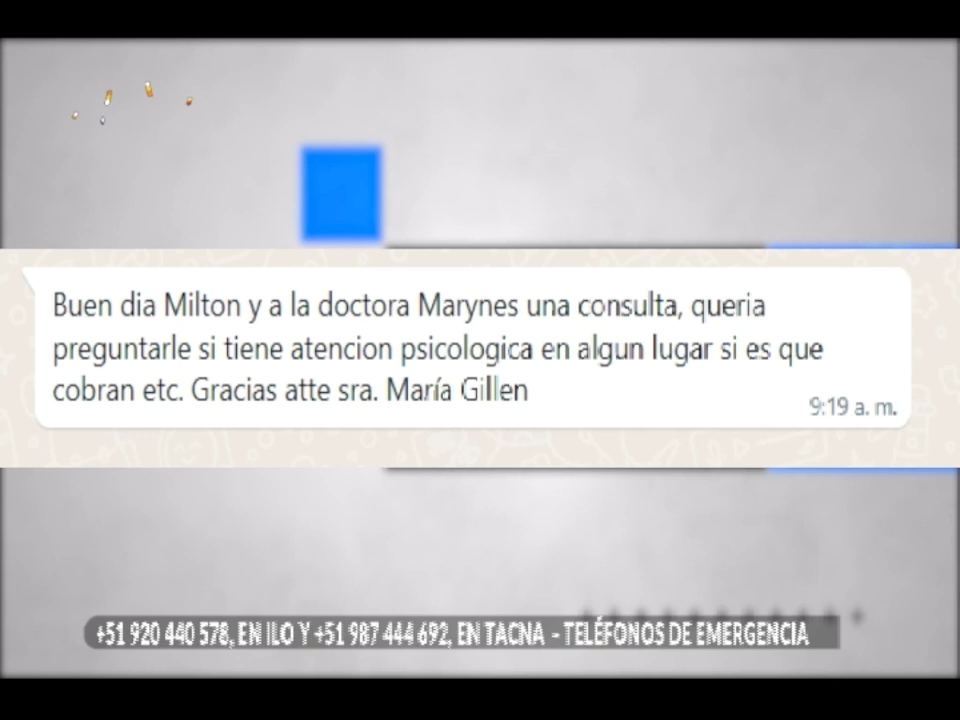 Buen dia Milton y a la doctora Marynes una consulta, queria
preguntarle si tiene atencion psicologica en algun lugar si es que
cobran etc. Gracias atte sra. María Gillen
9:19 a. m.
+51 920 440 578, EN ILO Y +51 987 444 692, EN TACNA - TELÉFONOS DE EMERGENCIA